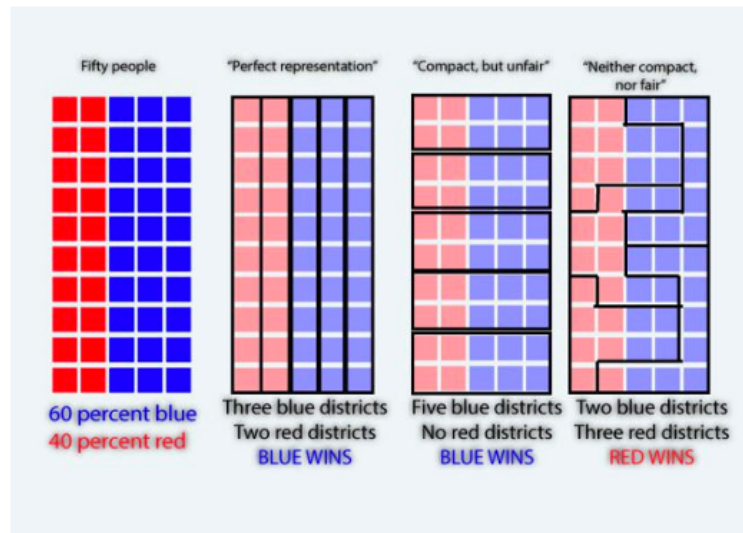 Fifty people
"Perfect representation"
"Compact, but unfair"
"Neither compact,
nor fair"
60 percent blue
40 percent red
Three blue districts
Two red districts
BLUE WINS
Five blue districts
No red districts
BLUE WINS
Two blue districts
Three red districts
RED WINS